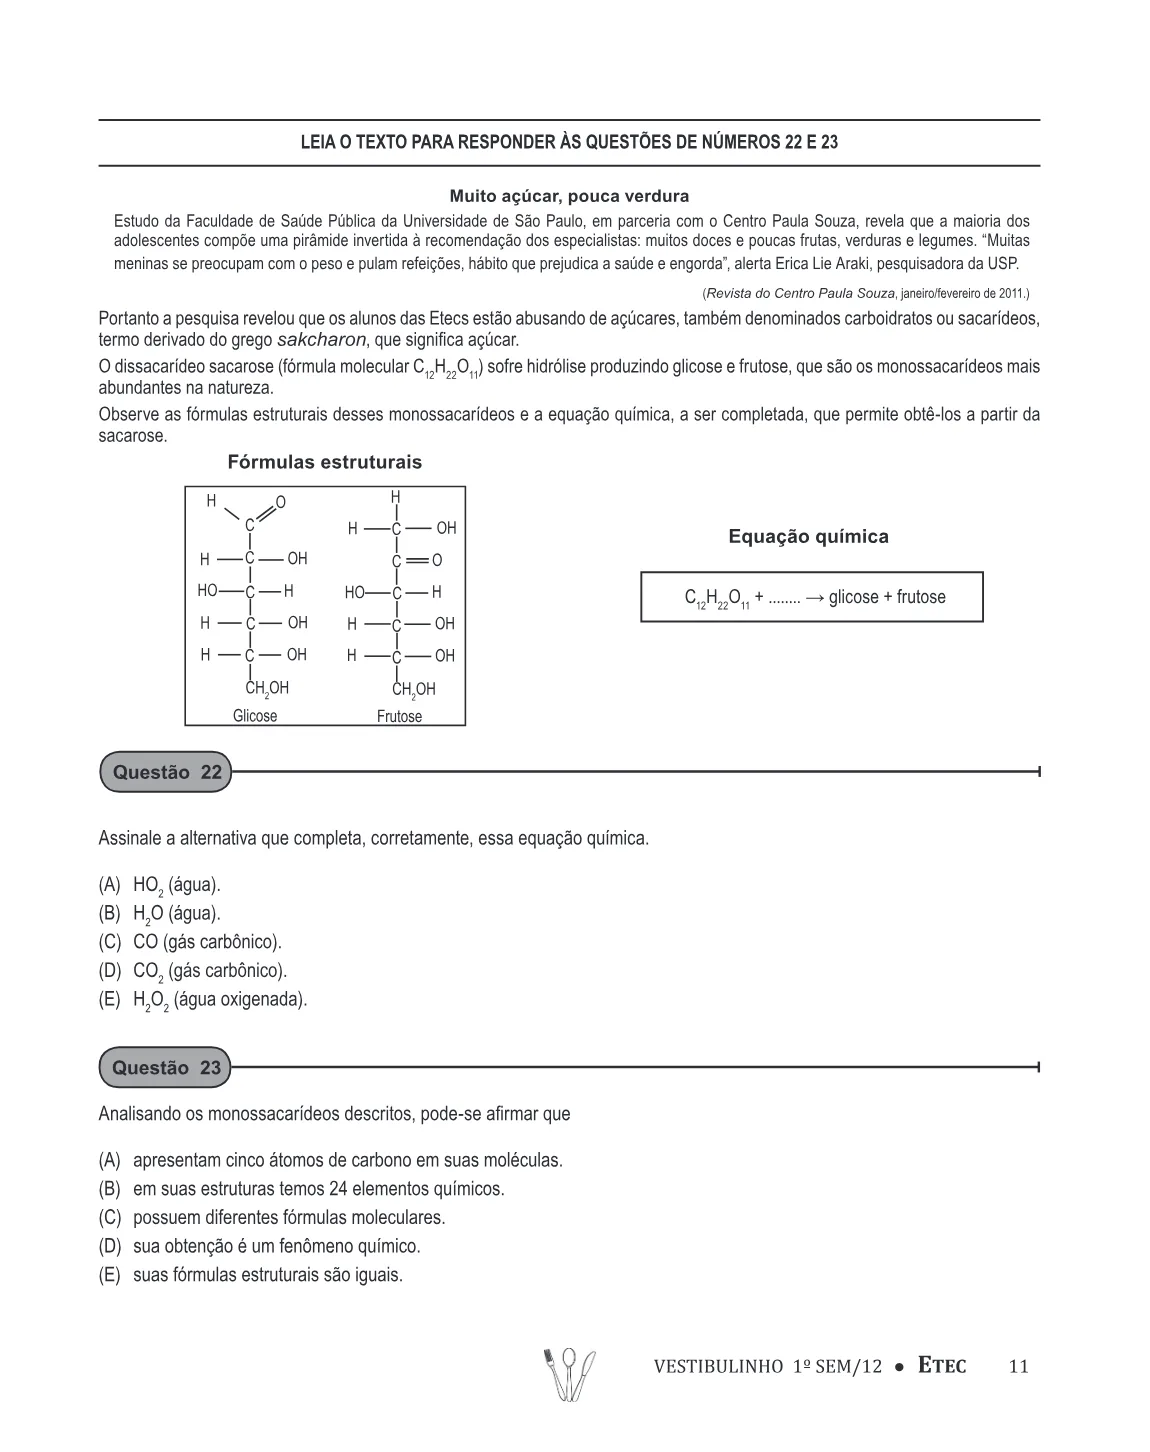 LEIA O TEXTO PARA RESPONDER ÀS QUESTÕES DE NÚMEROS 22 E 23
Muito açúcar, pouca verdura
Estudo da Faculdade de Saúde Pública da Universidade de São Paulo, em parceria com o Centro Paula Souza, revela que a maioria dos
adolescentes compõe uma pirâmide invertida à recomendação dos especialistas: muitos doces e poucas frutas, verduras e legumes. “Muitas
meninas se preocupam com o peso e pulam refeições, hábito que prejudica a saúde e engorda”, alerta Erica Lie Araki, pesquisadora da USP.
(Revista do Centro Paula Souza, janeiro/fevereiro de 2011.)
Portanto a pesquisa revelou que os alunos das Etecs estão abusando de açúcares, também denominados carboidratos ou sacarídeos,
termo derivado do grego sakcharon, que significa açúcar.
O dissacarídeo sacarose (fórmula molecular C12H22O11) sofre hidrólise produzindo glicose e frutose, que são os monossacarídeos mais
abundantes na natureza.
Observe as fórmulas estruturais desses monossacarídeos e a equação química, a ser completada, que permite obtê-los a partir da
sacarose.
Fórmulas estruturais
H O
C
H C OH
HO C H
H C OH
H C OH
CH2OH
Glicose
H
H C OH
C O
HO C H
H C OH
H C OH
CH2OH
Frutose
Equação química
C12H22O11 + ........ → glicose + frutose
Questão 22
Assinale a alternativa que completa, corretamente, essa equação química.
(A) HO2 (água).
(B) H2O (água).
(C) CO (gás carbônico).
(D) CO2 (gás carbônico).
(E) H2O2 (água oxigenada).
Questão 23
Analisando os monossacarídeos descritos, pode-se afirmar que
(A) apresentam cinco átomos de carbono em suas moléculas.
(B) em suas estruturas temos 24 elementos químicos.
(C) possuem diferentes fórmulas moleculares.
(D) sua obtenção é um fenômeno químico.
(E) suas fórmulas estruturais são iguais.
VESTIBULINHO 1º SEM/12 • ETEC 11